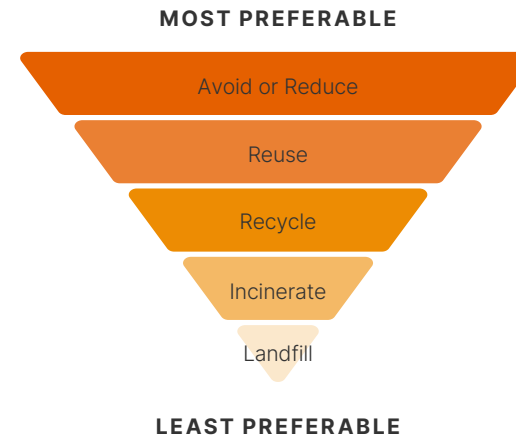 MOST PREFERABLE
Avoid or Reduce
Reuse
Recycle
Incinerate
Landfill
LEAST PREFERABLE